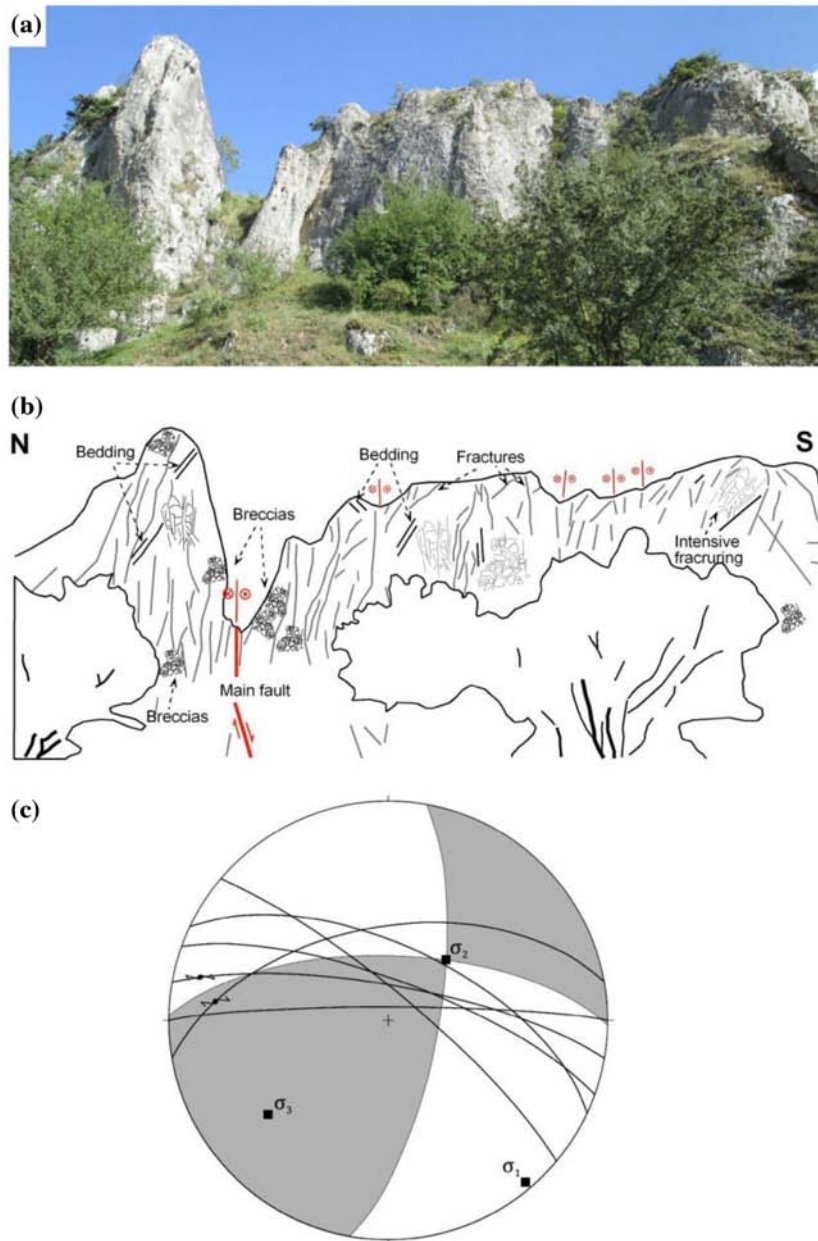 (a)
(b)
N
S
Bedding
Bedding
Fractures
Breccias
Intensive
fracruring
Main fault
Breccias
(c)
σ2
σ3
σ1